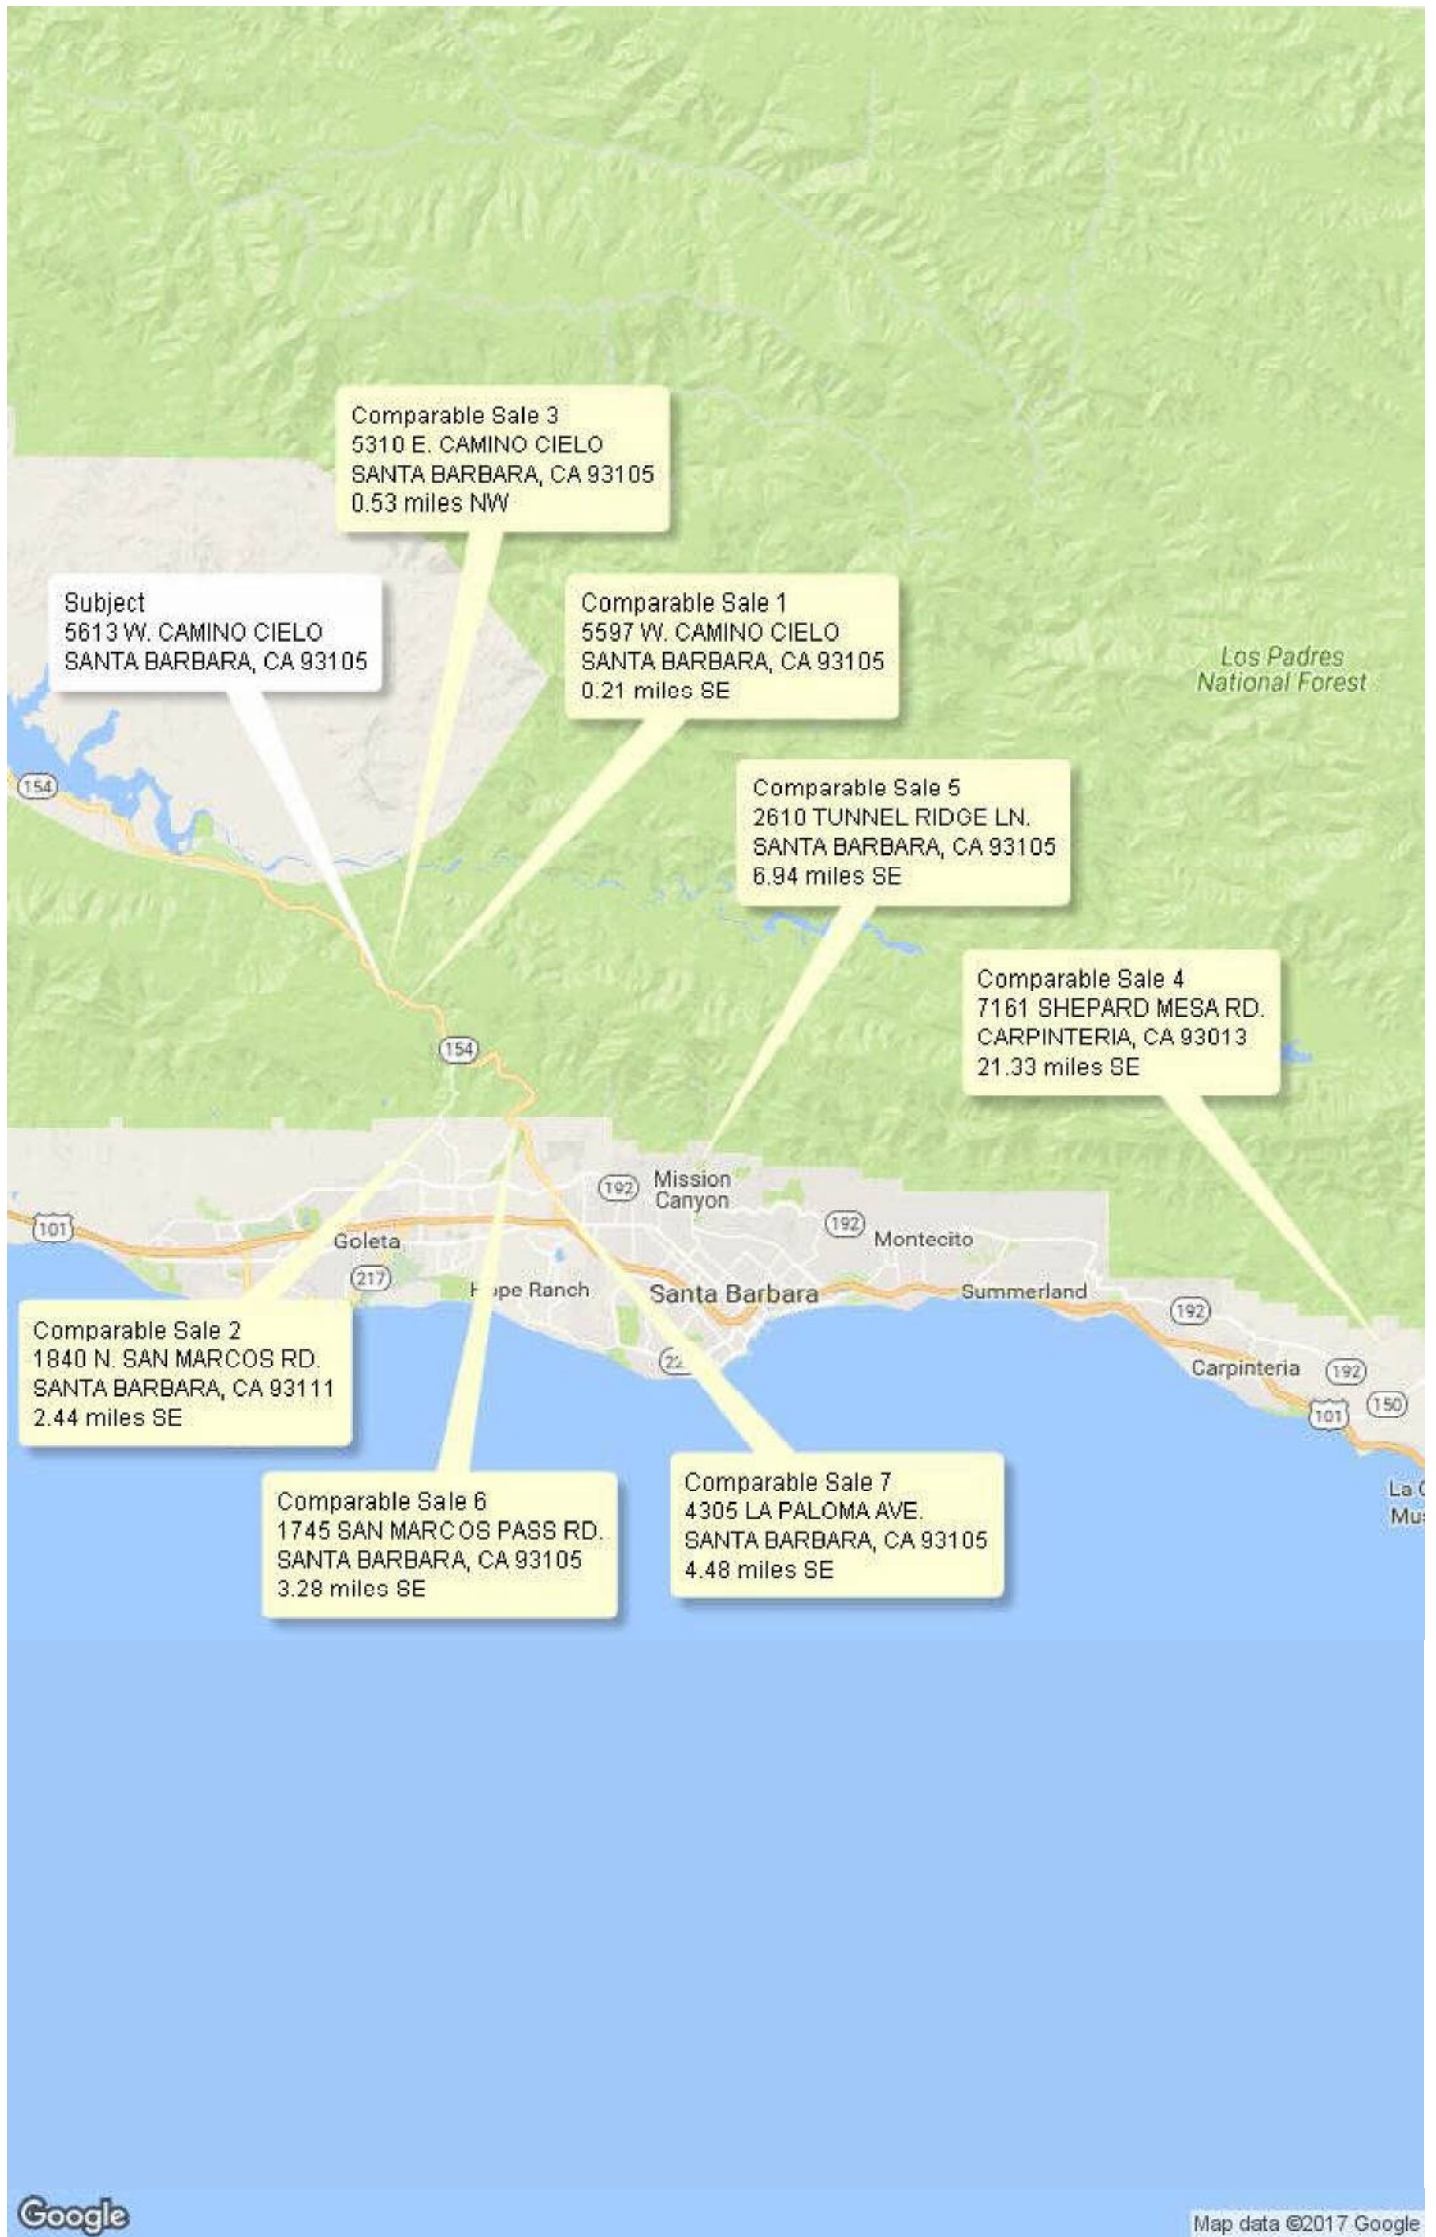 Comparable Sale 3
5310 E. CAMINO CIELO
SANTA BARBARA, CA 93105
0.53 miles NW
Subject
5613 W. CAMINO CIELO
SANTA BARBARA, CA 93105
Comparable Sale 1
5597 W. CAMINO CIELO
SANTA BARBARA, CA 93105
0.21 miles SE
Los Padres
National Forest
154
Comparable Sale 5
2610 TUNNEL RIDGE LN.
SANTA BARBARA, CA 93105
6.94 miles SE
Comparable Sale 4
7161 SHEPARD MESA RD.
CARPINTERIA, CA 93013
21.33 miles SE
154
192
Mission
Canyon
101
Goleta
192
Montecito
217
Hope Ranch
Santa Barbara
Summerland
192
Comparable Sale 2
1840 N. SAN MARCOS RD.
SANTA BARBARA, CA 93111
2.44 miles SE
22
Carpinteria
192
150
101
Comparable Sale 6
1745 SAN MARCOS PASS RD.
SANTA BARBARA, CA 93105
3.28 miles SE
Comparable Sale 7
4305 LA PALOMA AVE.
SANTA BARBARA, CA 93105
4.48 miles SE
La
Google
Map data ©2017 Google